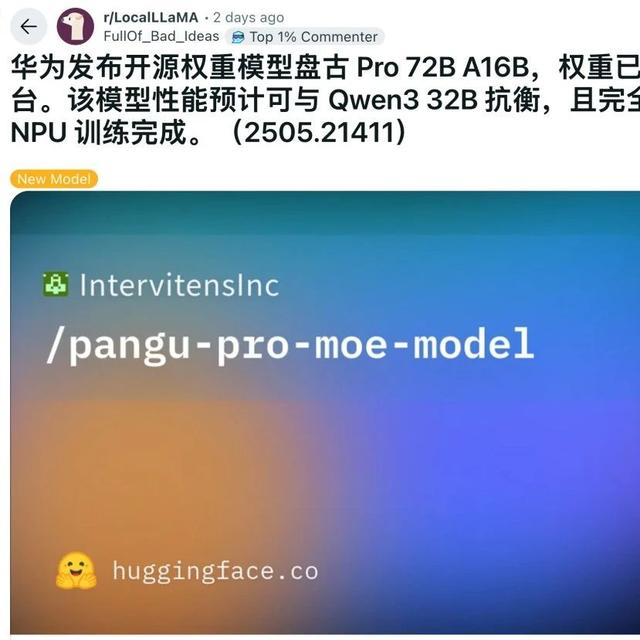 r/LocalLLaMA · 2 days ago
FullOf_Bad_Ideas Top 1% Commenter
华为发布开源权重模型盘古 Pro 72B A16B，权重已
台。该模型性能预计可与 Qwen3 32B 抗衡，且完全
NPU 训练完成。（2505.21411）
New Model
IntervitensInc
/pangu-pro-moe-model
huggingface.co